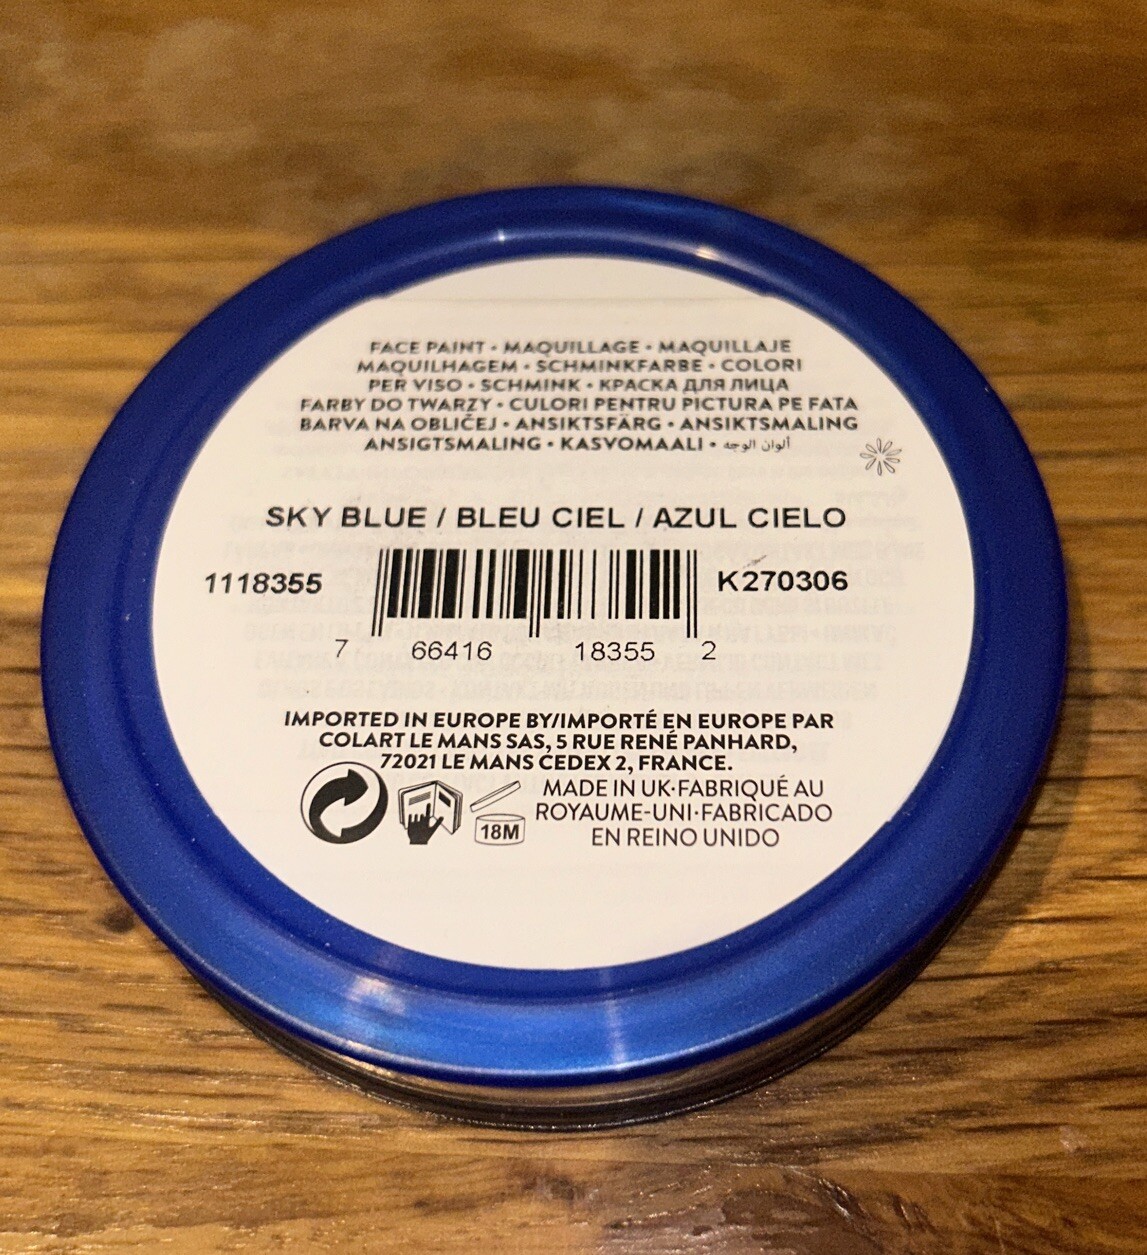 FACE PAINT • MAQUILLAGE • MAQUILLAJE
MAQUILHAGEM • SCHMINKFARBE • COLORI
PER VISO • SCHMINK • КРАСКА ДЛЯ ЛИЦА
FARBY DO TWARZY • CULORI PENTRU PICTURA PE FATA
BARVA NA OBLIČEJ • ANSIKTSFÄRG • ANSIKTSMALING
ANSIGTSMALING • KASVOMAALI • ألوان الوجه
SKY BLUE / BLEU CIEL / AZUL CIELO
1118355 K270306
7 66416 18355 2
IMPORTED IN EUROPE BY/IMPORTÉ EN EUROPE PAR
COLART LE MANS SAS, 5 RUE RENÉ PANHARD,
72021 LE MANS CEDEX 2, FRANCE.
18M
MADE IN UK·FABRIQUÉ AU
ROYAUME-UNI·FABRICADO
EN REINO UNIDO